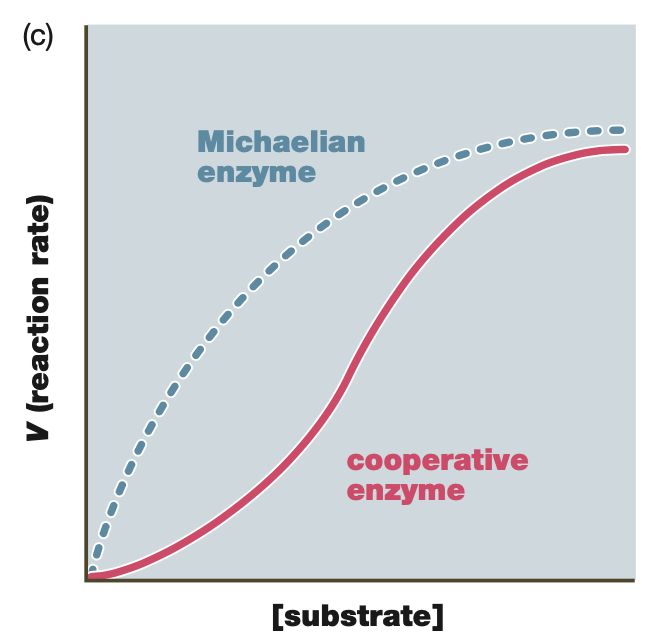 (c)
Michaelian
enzyme
V (reaction rate)
cooperative
enzyme
[substrate]